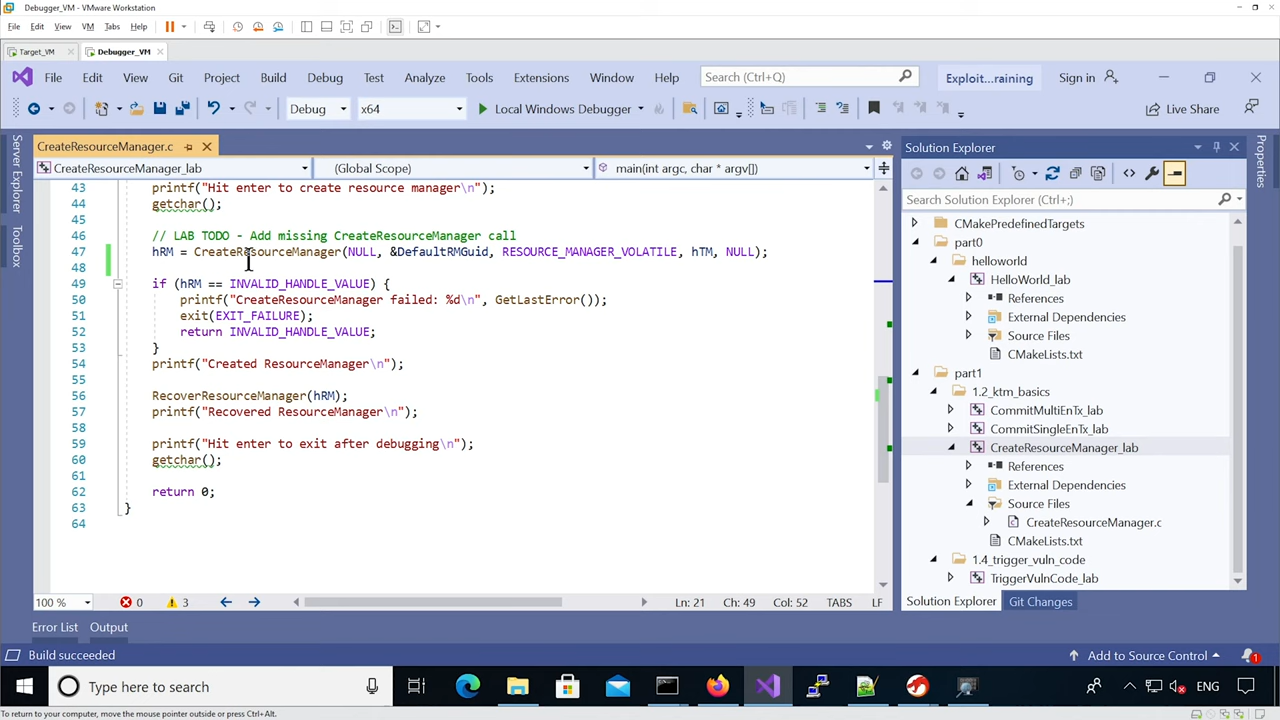 Debugger_VM - VMware Workstation
File Edit View VM Tabs Help
Target_VM Debugger_VM
File Edit View Git Project Build Debug Test Analyze Tools Extensions Window Help Search (Ctrl+Q) Exploit...raining Sign in
Debug x64 Local Windows Debugger Live Share
Server Explorer
Toolbox
CreateResourceManager.c
CreateResourceManager_lab (Global Scope) main(int argc, char * argv[])
43 printf("Hit enter to create resource manager\n");
44 getchar();
45
46 // LAB TODO - Add missing CreateResourceManager call
47 hRM = CreateResourceManager(NULL, &DefaultRMGuid, RESOURCE_MANAGER_VOLATILE, hTM, NULL);
48
49 if (hRM == INVALID_HANDLE_VALUE) {
50 printf("CreateResourceManager failed: %d\n", GetLastError());
51 exit(EXIT_FAILURE);
52 return INVALID_HANDLE_VALUE;
53 }
54 printf("Created ResourceManager\n");
55
56 RecoverResourceManager(hRM);
57 printf("Recovered ResourceManager\n");
58
59 printf("Hit enter to exit after debugging\n");
60 getchar();
61
62 return 0;
63 }
64
100 % 0 3 Ln: 21 Ch: 49 Col: 52 TABS LF
Solution Explorer
Search Solution Explorer (Ctrl+;)
CMakePredefinedTargets
part0
helloworld
HelloWorld_lab
References
External Dependencies
Source Files
CMakeLists.txt
part1
1.2_ktm_basics
CommitMultiEnTx_lab
CommitSingleEnTx_lab
CreateResourceManager_lab
References
External Dependencies
Source Files
CreateResourceManager.c
CMakeLists.txt
1.4_trigger_vuln_code
TriggerVulnCode_lab
Solution Explorer Git Changes
Properties
Error List Output
Build succeeded Add to Source Control 1
Type here to search ENG
To return to your computer, move the mouse pointer outside or press Ctrl+Alt.